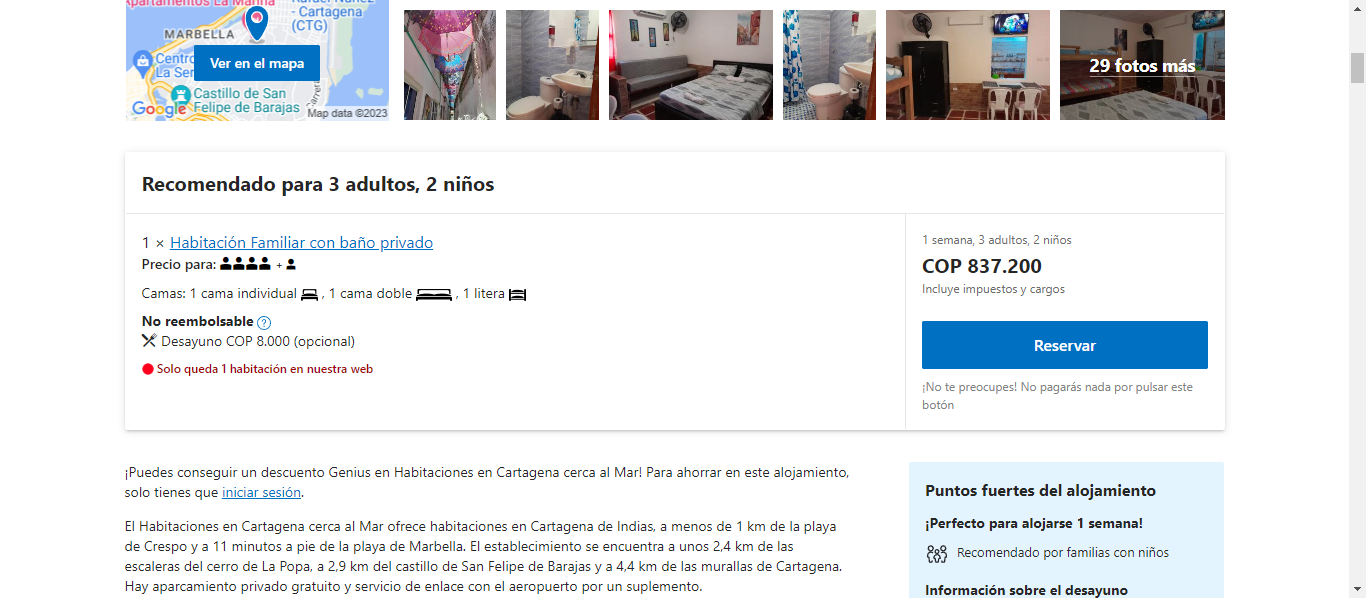 Apartamentos La Marina
Rafael Núñez
- Cartagena
(CTG)
MARBELLA
Centro
La Ser
Ver en el mapa
Castillo de San
Felipe de Barajas
Carrera
Google
Map data ©2023
29 fotos más
Recomendado para 3 adultos, 2 niños
1 × Habitación Familiar con baño privado
Precio para: +
Camas: 1 cama individual , 1 cama doble , 1 litera
No reembolsable ?
Desayuno COP 8.000 (opcional)
Solo queda 1 habitación en nuestra web
1 semana, 3 adultos, 2 niños
COP 837.200
Incluye impuestos y cargos
Reservar
¡No te preocupes! No pagarás nada por pulsar este
botón
¡Puedes conseguir un descuento Genius en Habitaciones en Cartagena cerca al Mar! Para ahorrar en este alojamiento,
solo tienes que iniciar sesión.
El Habitaciones en Cartagena cerca al Mar ofrece habitaciones en Cartagena de Indias, a menos de 1 km de la playa
de Crespo y a 11 minutos a pie de la playa de Marbella. El establecimiento se encuentra a unos 2,4 km de las
escaleras del cerro de La Popa, a 2,9 km del castillo de San Felipe de Barajas y a 4,4 km de las murallas de Cartagena.
Hay aparcamiento privado gratuito y servicio de enlace con el aeropuerto por un suplemento.
Puntos fuertes del alojamiento
¡Perfecto para alojarse 1 semana!
Recomendado por familias con niños
Información sobre el desayuno